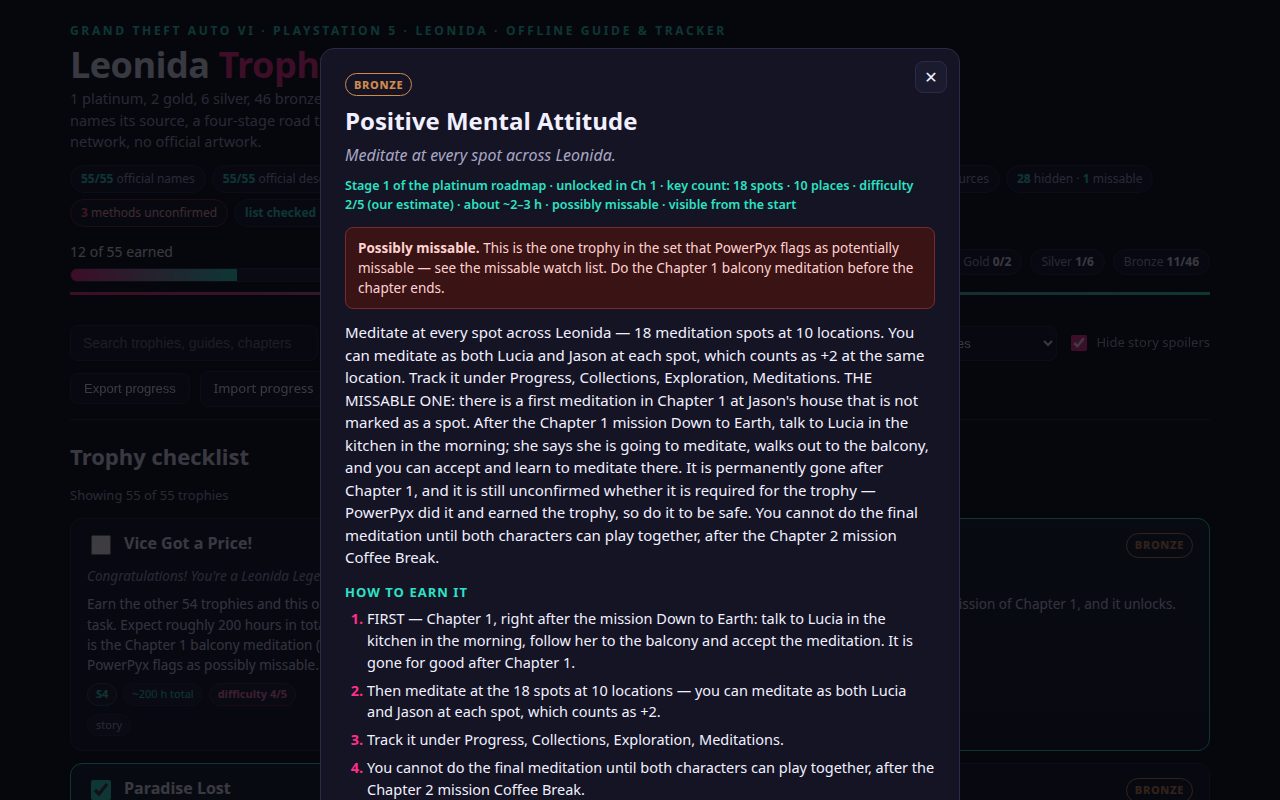 GRAND THEFT AUTO VI · PLAYSTATION 5 · LEONIDA · OFFLINE GUIDE & TRACKER
Leonida Troph
1 platinum, 2 gold, 6 silver, 46 bronze
names its source, a four-stage road t
network, no official artwork.
55/55 official names
55/55 official des
urces
28 hidden · 1 missable
3 methods unconfirmed
list checked
12 of 55 earned
Gold 0/2
Silver 1/6
Bronze 11/46
Search trophies, guides, chapters
es
Hide story spoilers
Export progress
Import progress
Trophy checklist
Showing 55 of 55 trophies
Vice Got a Price!
Congratulations! You're a Leonida Lege
Earn the other 54 trophies and this o
task. Expect roughly 200 hours in tota
is the Chapter 1 balcony meditation (
PowerPyx flags as possibly missable.
S4
~200 h total
difficulty 4/5
story
BRONZE
ission of Chapter 1, and it unlocks.
Paradise Lost
BRONZE
BRONZE
✕
Positive Mental Attitude
Meditate at every spot across Leonida.
Stage 1 of the platinum roadmap · unlocked in Ch 1 · key count: 18 spots · 10 places · difficulty
2/5 (our estimate) · about ~2–3 h · possibly missable · visible from the start
Possibly missable. This is the one trophy in the set that PowerPyx flags as potentially
missable — see the missable watch list. Do the Chapter 1 balcony meditation before the
chapter ends.
Meditate at every spot across Leonida — 18 meditation spots at 10 locations. You
can meditate as both Lucia and Jason at each spot, which counts as +2 at the same
location. Track it under Progress, Collections, Exploration, Meditations. THE
MISSABLE ONE: there is a first meditation in Chapter 1 at Jason's house that is not
marked as a spot. After the Chapter 1 mission Down to Earth, talk to Lucia in the
kitchen in the morning; she says she is going to meditate, walks out to the balcony,
and you can accept and learn to meditate there. It is permanently gone after
Chapter 1, and it is still unconfirmed whether it is required for the trophy —
PowerPyx did it and earned the trophy, so do it to be safe. You cannot do the final
meditation until both characters can play together, after the Chapter 2 mission
Coffee Break.
HOW TO EARN IT
1. FIRST — Chapter 1, right after the mission Down to Earth: talk to Lucia in the
kitchen in the morning, follow her to the balcony and accept the meditation. It is
gone for good after Chapter 1.
2. Then meditate at the 18 spots at 10 locations — you can meditate as both Lucia
and Jason at each spot, which counts as +2.
3. Track it under Progress, Collections, Exploration, Meditations.
4. You cannot do the final meditation until both characters can play together, after the
Chapter 2 mission Coffee Break.